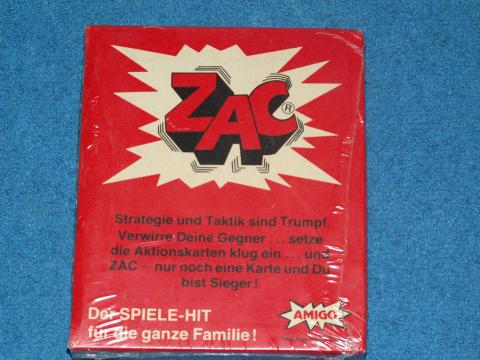 ZAC®
Strategie und Taktik sind Trumpf.
Verwirre Deine Gegner ... setze
die Aktionskarten klug ein ... und
ZAC – nur noch eine Karte und Du
bist Sieger!
Der SPIELE-HIT
für die ganze Familie!
AMIGO